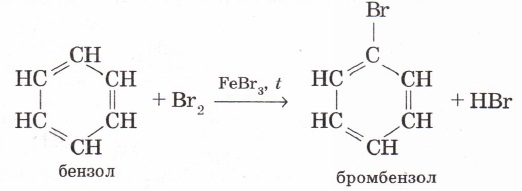 Br
CH C
HC CH FeBr₃, t HC CH
+ Br₂ + HBr
HC CH HC CH
CH CH
бензол бромбензол